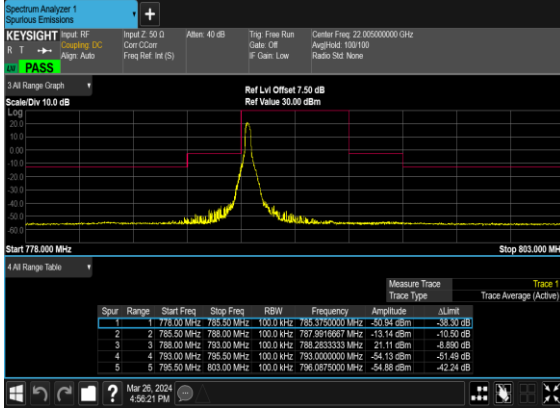 Spectrum Analyzer 1
Spurious Emissions
+
KEYSIGHT Input: RF Input Z: 50 Ω Atten: 40 dB Trig: Free Run Center Freq: 22.005000000 GHz
R T Coupling: DC Corr CCorr Gate: Off Avg|Hold: 100/100
Align: Auto Freq Ref: Int (S) IF Gain: Low Radio Std: None
PASS
3 All Range Graph Ref Lvl Offset 7.50 dB
Scale/Div 10.0 dB Ref Value 30.00 dBm
Log
20.0
10.0
0.00
-10.0
-20.0
-30.0
-40.0
-50.0
-60.0
Start 778.000 MHz Stop 803.000 MH
4 All Range Table
Measure Trace Trace 1
Trace Type Trace Average (Active)
Spur Range Start Freq Stop Freq RBW Frequency Amplitude ΔLimit
1 1 778.00 MHz 785.50 MHz 100.0 kHz 785.3750000 MHz -50.94 dBm -38.30 dB
2 2 785.50 MHz 788.00 MHz 100.0 kHz 787.9916667 MHz -13.14 dBm -10.50 dB
3 3 788.00 MHz 793.00 MHz 100.0 kHz 788.2833333 MHz 21.11 dBm -8.890 dB
4 4 793.00 MHz 795.50 MHz 100.0 kHz 793.0000000 MHz -54.13 dBm -51.49 dB
5 5 795.50 MHz 803.00 MHz 100.0 kHz 796.0875000 MHz -54.88 dBm -42.24 dB
? Mar 26, 2024
4:56:21 PM